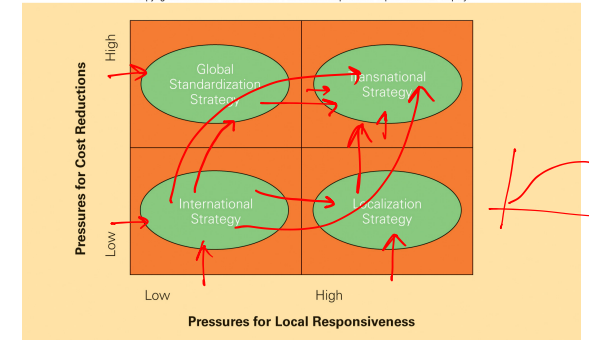 High
Global
Standardization
Strategy
Transnational
Strategy
Pressures for Cost Reductions
International
Strategy
Localization
Strategy
Low
Low
High
Pressures for Local Responsiveness